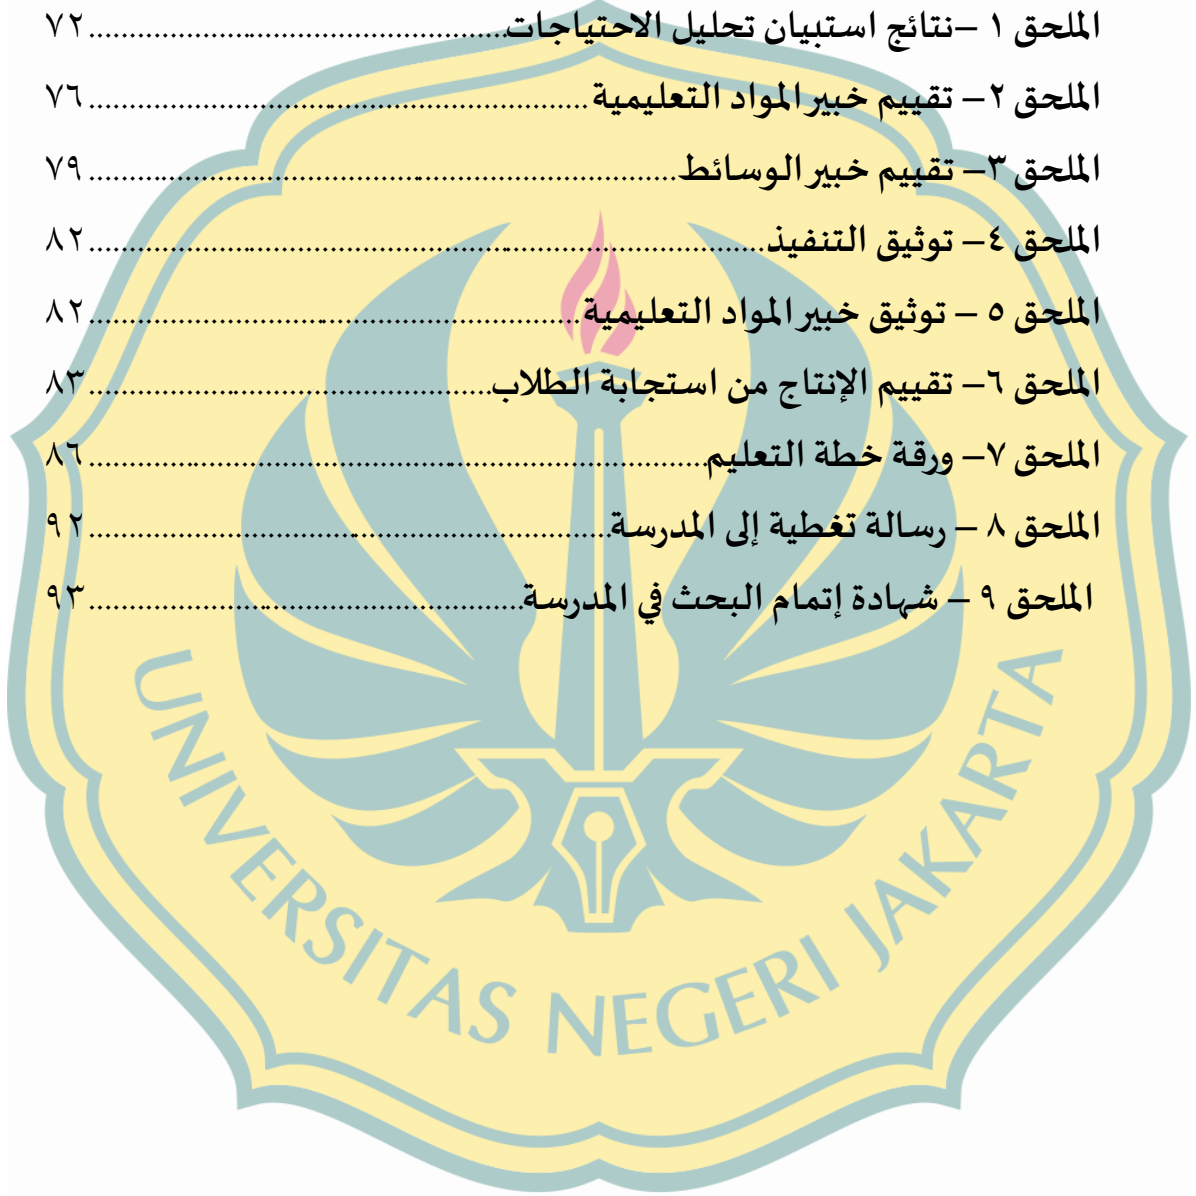 الملحق ١ –نتائج استبيان تحليل الاحتياجات............................................................٧٢
الملحق ٢– تقييم خبير المواد التعليمية............................................................٧٦
الملحق ٣– تقييم خبير الوسائط............................................................٧٩
الملحق ٤– توثيق التنفيذ............................................................٨٢
الملحق ٥ – توثيق خبير المواد التعليمية............................................................٨٢
الملحق ٦– تقييم الإنتاج من استجابة الطلاب............................................................٨٣
الملحق ٧– ورقة خطة التعليم............................................................٨٦
الملحق ٨ – رسالة تغطية إلى المدرسة............................................................٩٢
الملحق ٩ – شهادة إتمام البحث في المدرسة............................................................٩٣
UNIVERSITAS NEGERI JAKARTA